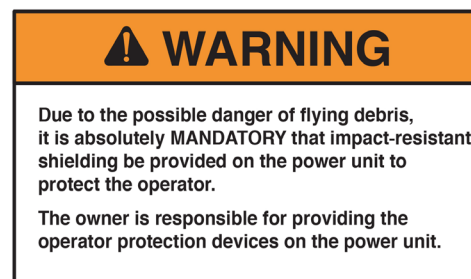 WARNING
Due to the possible danger of flying debris,
it is absolutely MANDATORY that impact-resistant
shielding be provided on the power unit to
protect the operator.
The owner is responsible for providing the
operator protection devices on the power unit.